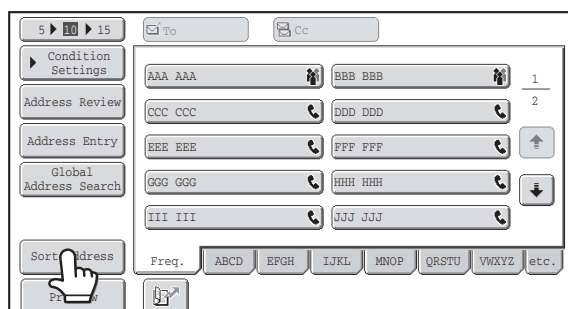 5 10 15
To
Cc
Condition
Settings
Address Review
Address Entry
Global
Address Search
AAA AAA
BBB BBB
CCC CCC
DDD DDD
EEE EEE
FFF FFF
GGG GGG
HHH HHH
III III
JJJ JJJ
1
2
Freq.
ABCD
EFGH
IJKL
MNOP
QRSTU
VWXYZ
etc.